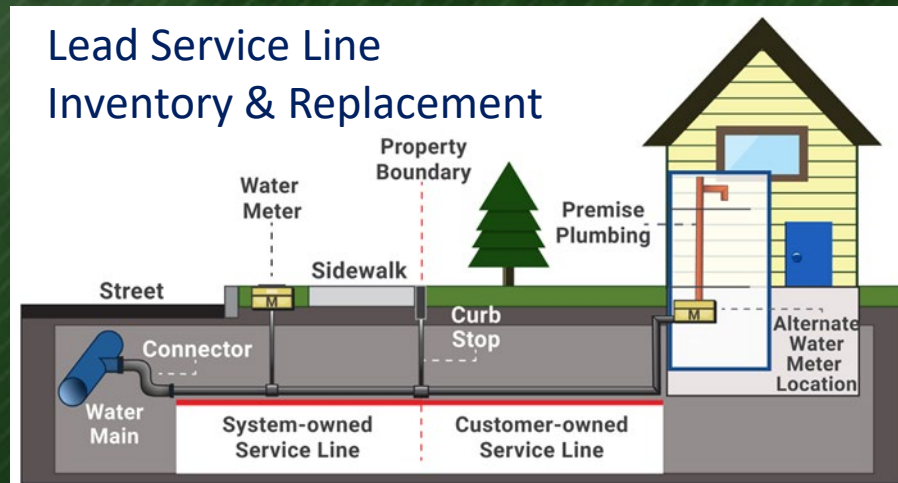 Lead Service Line
Inventory & Replacement
Property
Boundary
Water
Meter
Premise
Plumbing
Sidewalk
Street
M
Curb
Stop
M
Connector
Alternate
Water
Meter
Location
Water
Main
System-owned
Service Line
Customer-owned
Service Line